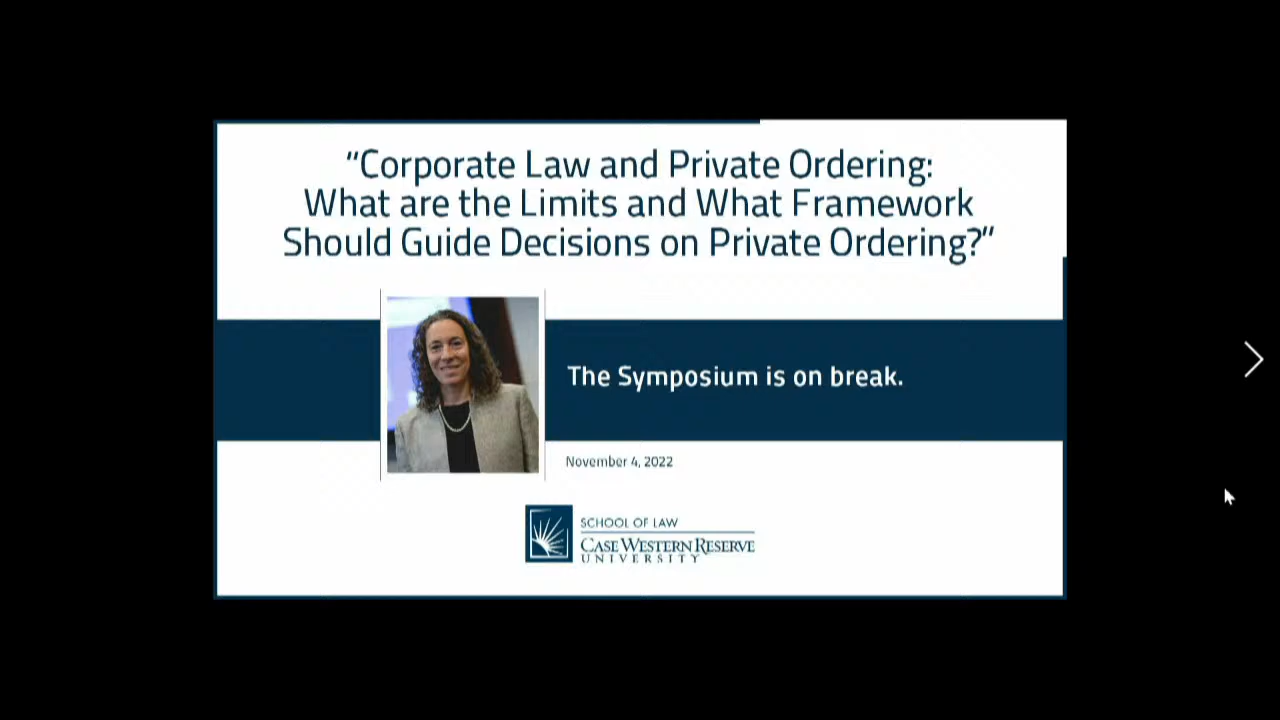 “Corporate Law and Private Ordering:
What are the Limits and What Framework
Should Guide Decisions on Private Ordering?”
The Symposium is on break.
November 4, 2022
SCHOOL OF LAW
CASE WESTERN RESERVE
UNIVERSITY